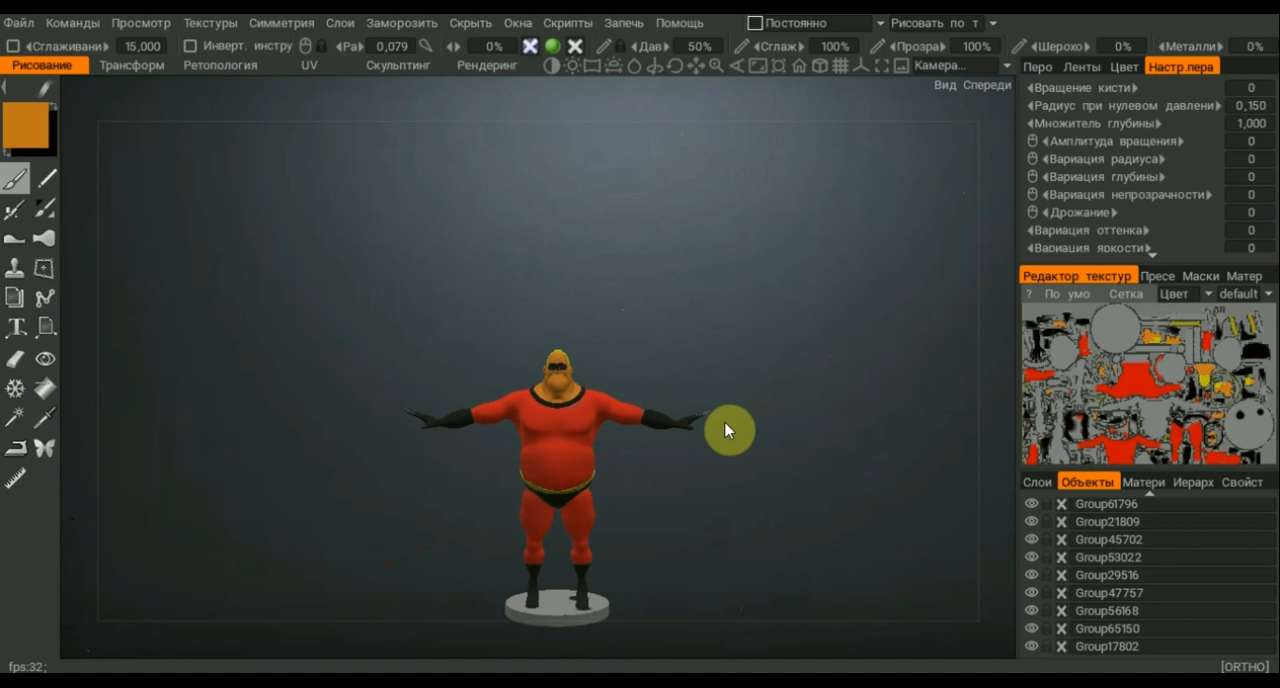 Файл Команды Просмотр Текстуры Симметрия Слои Заморозить Скрыть Окна Скрипты Запечь Помощь Постоянно Рисовать по т
Сглаживани 15,000 Инверт. инстру Ра 0,079 0% Дав 50% Сглаж 100% Прозра 100% Шерохо 0% Металли 0%
Рисование Трансформ Ретопология UV Скульптинг Рендеринг Камера... Перо Ленты Цвет Настр.пера
Вид Спереди
Вращение кисти 0
Радиус при нулевом давлени 0,150
Множитель глубины 1,000
Амплитуда вращения 0
Вариация радиуса 0
Вариация глубины 0
Вариация непрозрачности 0
Дрожание 0
Вариация оттенка 0
Вариация яркости 0
Редактор текстур Пресе Маски Матер
? По умо Сетка Цвет default
Слои Объекты Матери Иерарх Свойст
Group61796
Group21809
Group45702
Group53022
Group29516
Group47757
Group56168
Group65150
Group17802
fps:32; [ORTHO]